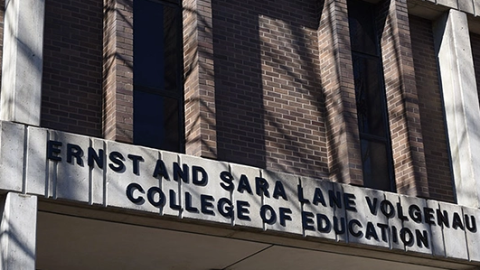 ERNST AND SARA LANE VOLGENAU
COLLEGE OF EDUCATION